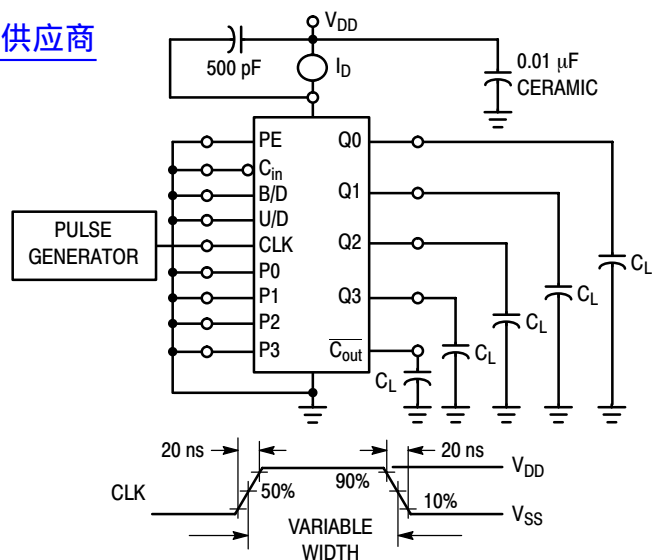 供应商
V_DD
500 pF
I_D
0.01 μF
CERAMIC
PE
Q0
C_in
B/D
Q1
U/D
PULSE
GENERATOR
CLK
Q2
P0
C_L
P1
Q3
C_L
P2
C_L
P3
C_out
C_L
C_L
20 ns
20 ns
V_DD
CLK
50%
90%
10%
V_SS
VARIABLE
WIDTH